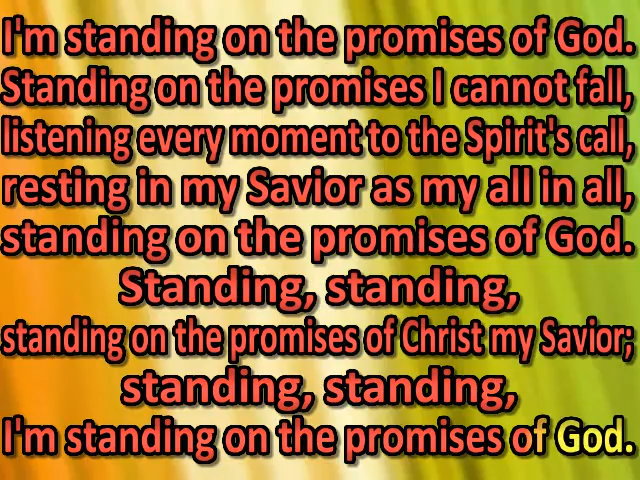 I'm standing on the promises of God.
Standing on the promises I cannot fall,
listening every moment to the Spirit's call,
resting in my Savior as my all in all,
standing on the promises of God.
Standing, standing,
standing on the promises of Christ my Savior;
standing, standing,
I'm standing on the promises of God.